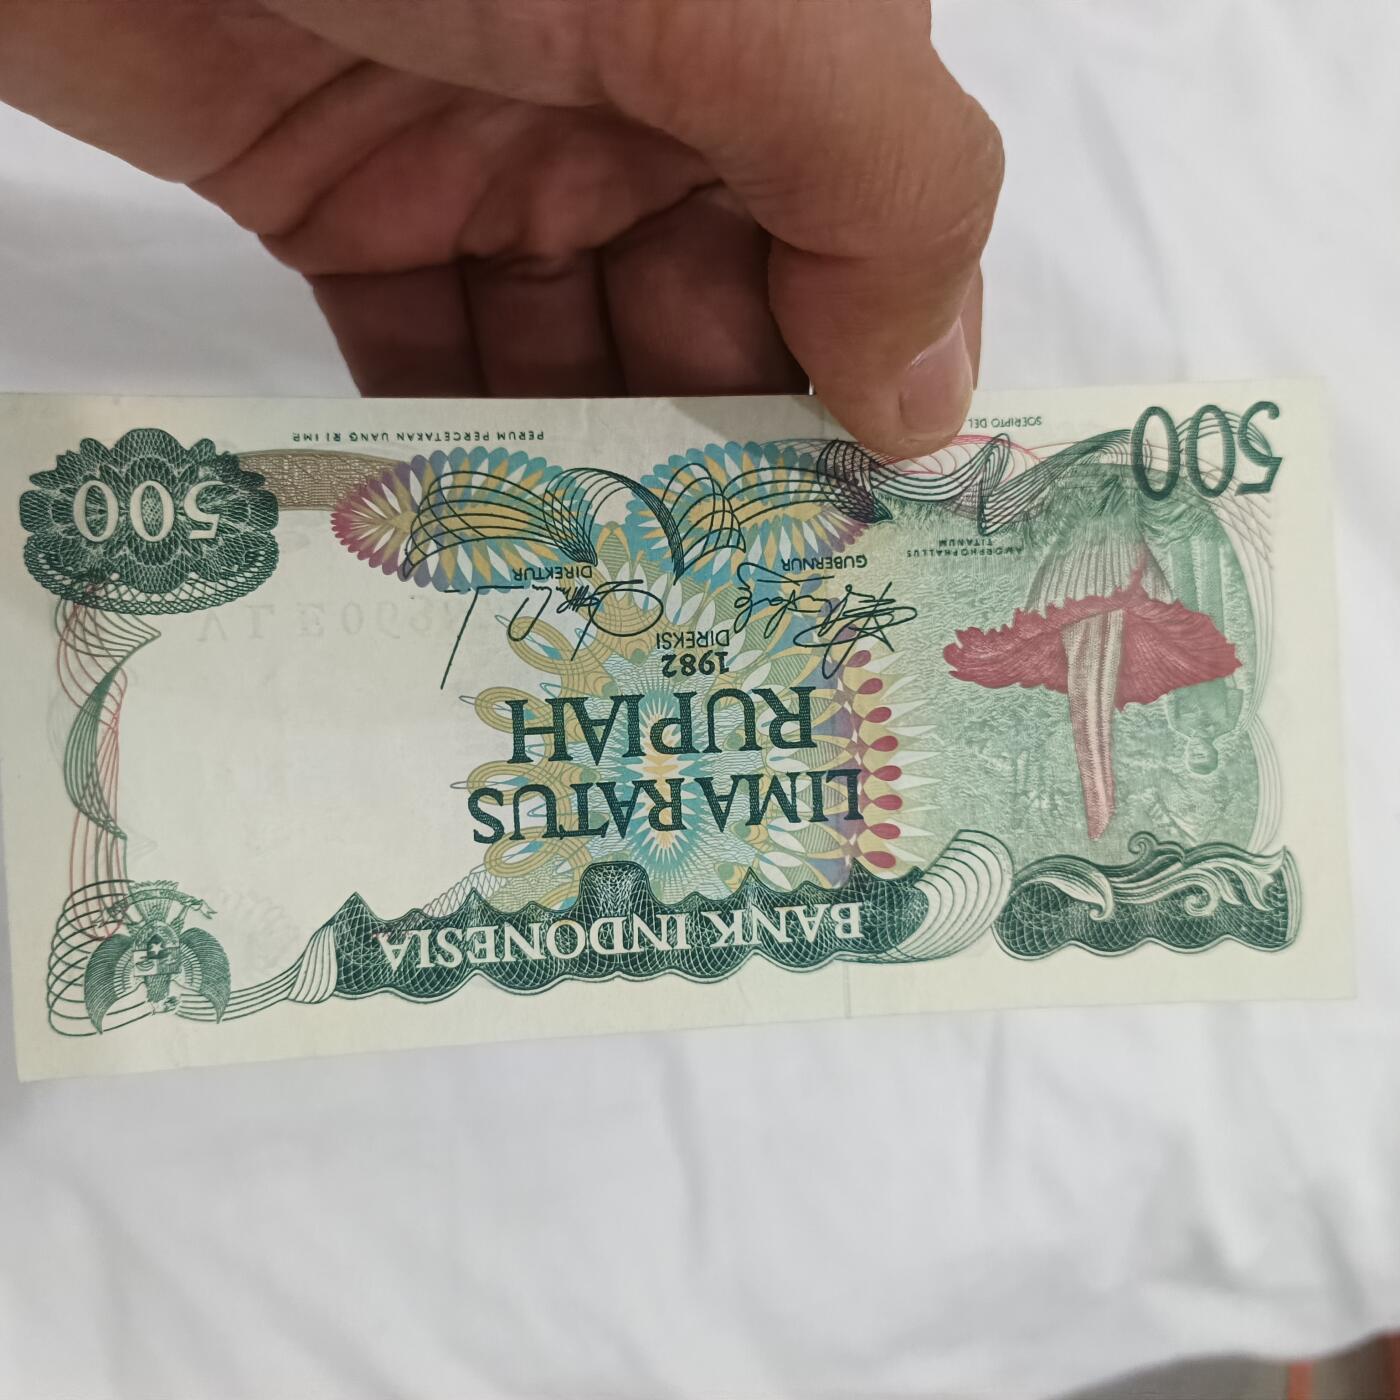 BANK INDONESIA
LIMA RATUS
RUPIAH
1982
DIREKSI
GUBERNUR
DIREKTUR
AMORPHOPHALLUS
TITANUM
500
500
SOERIPTO DEL
PERUM PERCETAKAN UANG RI IMP